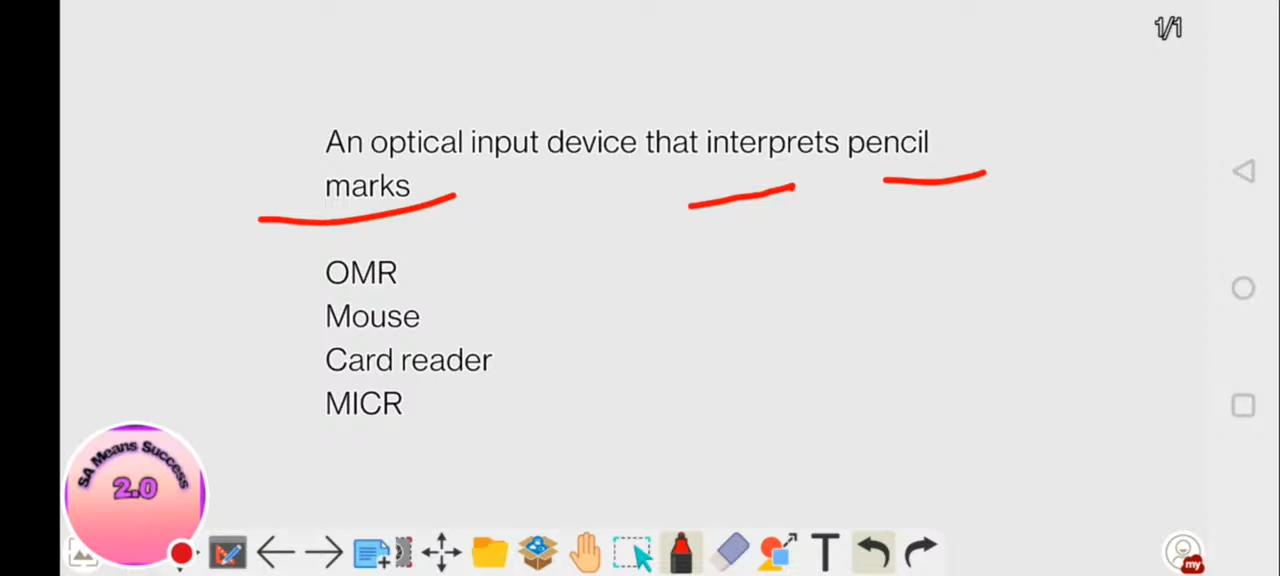 1/1
An optical input device that interprets pencil
marks
OMR
Mouse
Card reader
MICR
SA Means Success
2.0
T
my